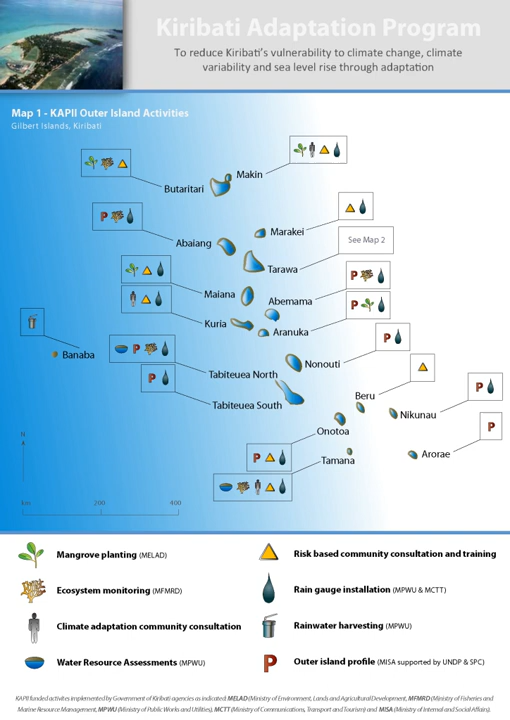 Kiribati Adaptation Program
To reduce Kiribati's vulnerability to climate change, climate
variability and sea level rise through adaptation
Map 1 - KAPII Outer Island Activities
Gilbert Islands, Kiribati
Makin
Butaritari
Marakei
See Map 2
Abaiang
Tarawa
Maiana
Abemama
Kuria
Aranuka
Banaba
Nonouti
Tabiteuea North
Beru
Tabiteuea South
Nikunau
Onotoa
Tamana
Arorae
N
km 200 400
Mangrove planting (MELAD)
Risk based community consultation and training
Ecosystem monitoring (MFMRD)
Rain gauge installation (MPWU & MCTT)
Climate adaptation community consultation
Rainwater harvesting (MPWU)
Water Resource Assessments (MPWU)
P Outer island profile (MISA supported by UNDP & SPC)
KAPII funded activites implemented by Government of Kiribati agencies as indicated: MELAD (Ministry of Environment, Lands and Agricultural Development, MFMRD (Ministry of Fisheries and
Marine Resource Management, MPWU (Ministry of Public Works and Utilities), MCTT (Ministry of Communications, Transport and Tourism) and MISA (Ministry of Internal and Social Affairs).